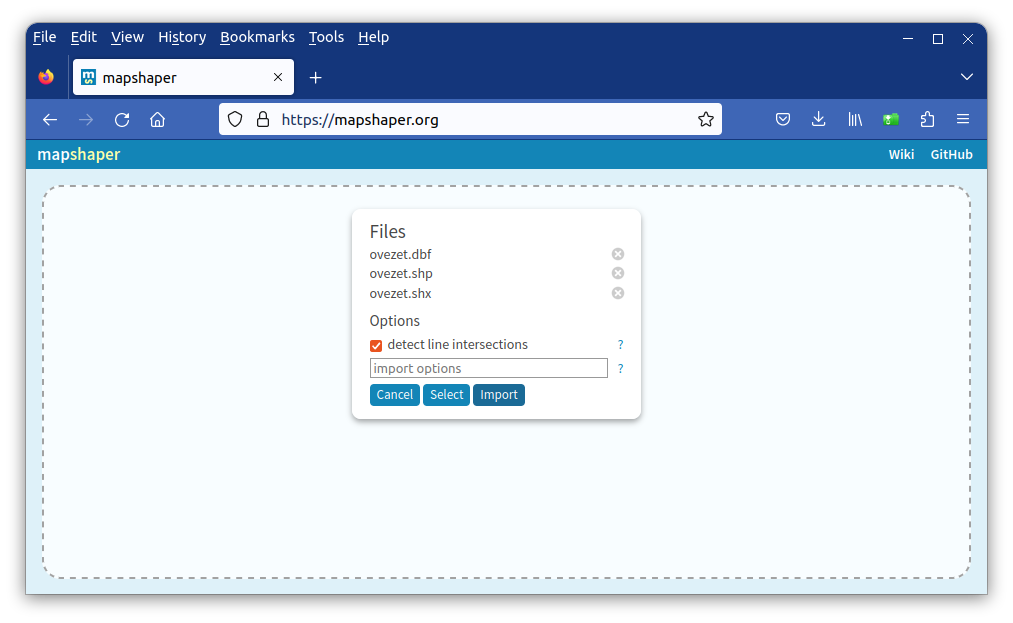 File Edit View History Bookmarks Tools Help
mapshaper
https://mapshaper.org
mapshaper Wiki GitHub
Files
ovezet.dbf
ovezet.shp
ovezet.shx
Options
detect line intersections ?
import options ?
Cancel Select Import